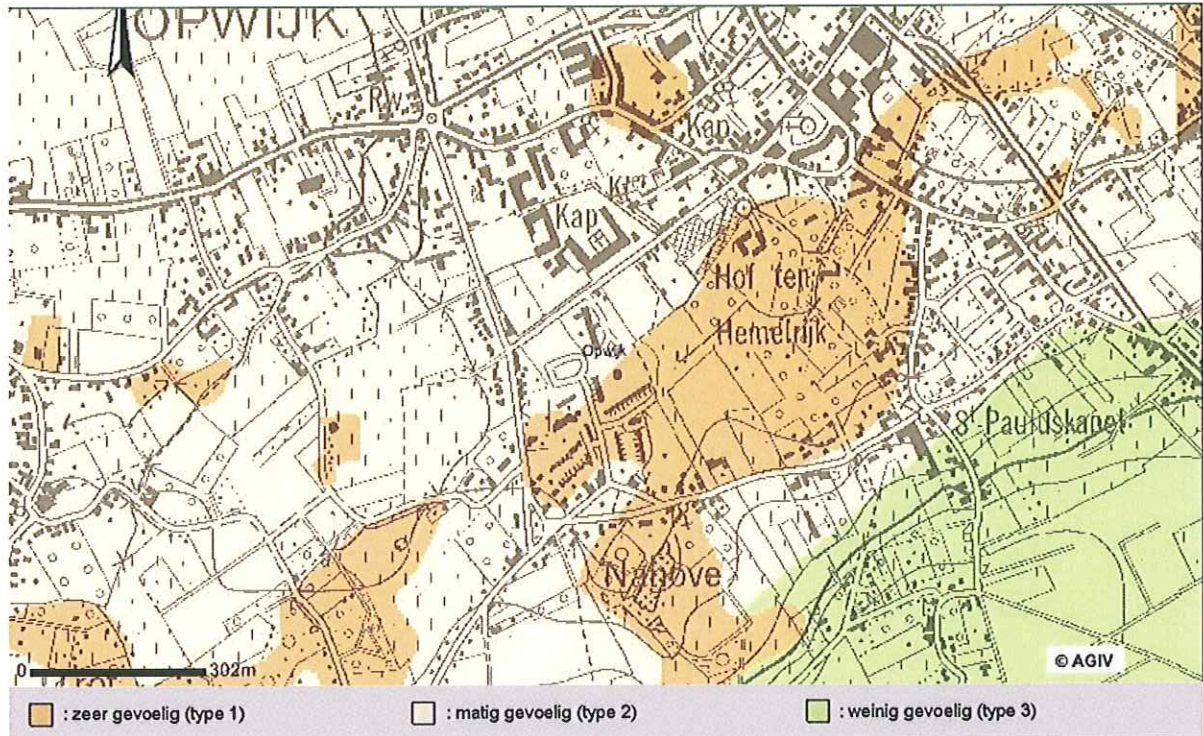 OPWIJK
Rw.
Kap
Kap
Hof ten
Opwijk
Hemelrijk
St Pauluskapel
Nanove
© AGIV
0 302m
: zeer gevoelig (type 1)
: matig gevoelig (type 2)
: weinig gevoelig (type 3)